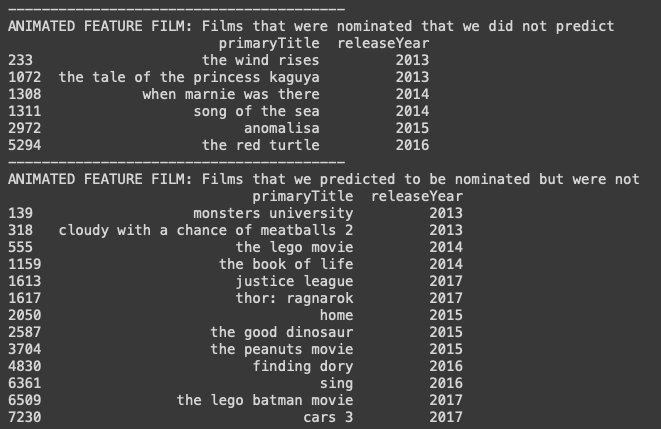 ----------------------------------------
ANIMATED FEATURE FILM: Films that were nominated that we did not predict
primaryTitle releaseYear
233 the wind rises 2013
1072 the tale of the princess kaguya 2013
1308 when marnie was there 2014
1311 song of the sea 2014
2972 anomalisa 2015
5294 the red turtle 2016
----------------------------------------
ANIMATED FEATURE FILM: Films that we predicted to be nominated but were not
primaryTitle releaseYear
139 monsters university 2013
318 cloudy with a chance of meatballs 2 2013
555 the lego movie 2014
1159 the book of life 2014
1613 justice league 2017
1617 thor: ragnarok 2017
2050 home 2015
2587 the good dinosaur 2015
3704 the peanuts movie 2015
4830 finding dory 2016
6361 sing 2016
6509 the lego batman movie 2017
7230 cars 3 2017